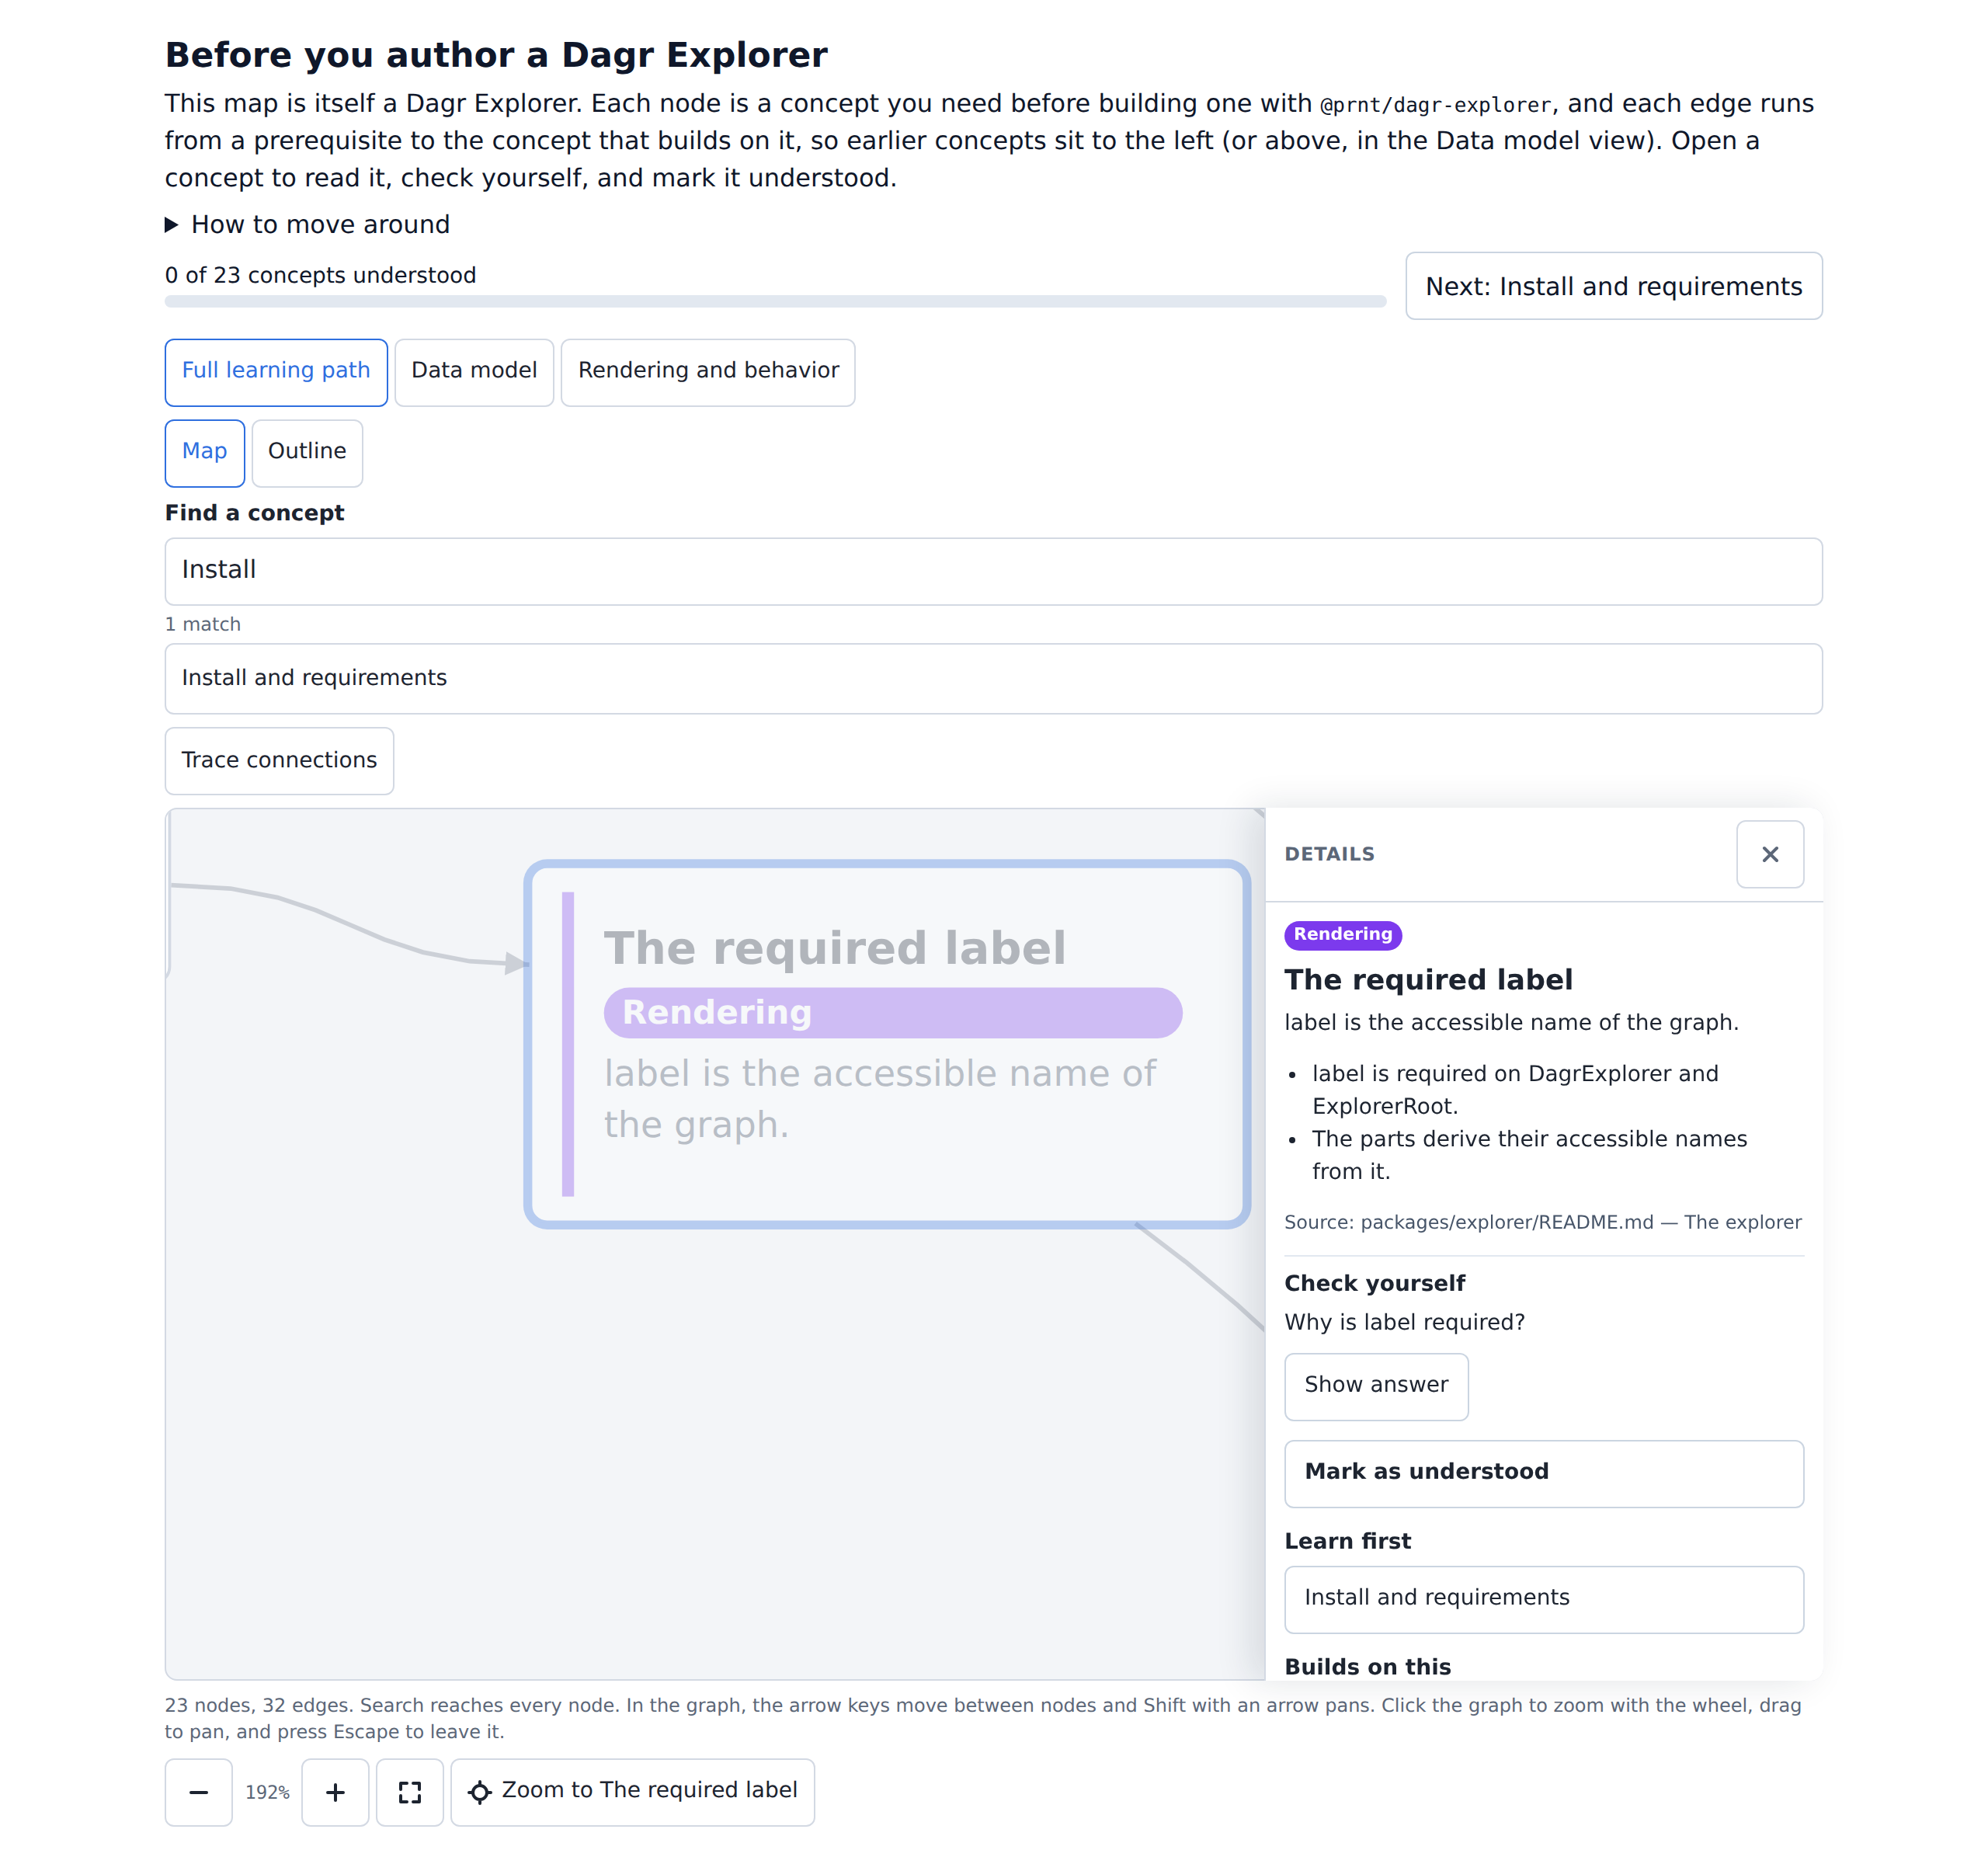 Before you author a Dagr Explorer
This map is itself a Dagr Explorer. Each node is a concept you need before building one with @prnt/dagr-explorer, and each edge runs
from a prerequisite to the concept that builds on it, so earlier concepts sit to the left (or above, in the Data model view). Open a
concept to read it, check yourself, and mark it understood.
How to move around
0 of 23 concepts understood
Next: Install and requirements
Full learning path
Data model
Rendering and behavior
Map
Outline
Find a concept
Install
1 match
Install and requirements
Trace connections
The required label
Rendering
label is the accessible name of
the graph.
DETAILS
Rendering
The required label
label is the accessible name of the graph.
• label is required on DagrExplorer and
ExplorerRoot.
• The parts derive their accessible names
from it.
Source: packages/explorer/README.md — The explorer
Check yourself
Why is label required?
Show answer
Mark as understood
Learn first
Install and requirements
Builds on this
23 nodes, 32 edges. Search reaches every node. In the graph, the arrow keys move between nodes and Shift with an arrow pans. Click the graph to zoom with the wheel, drag
to pan, and press Escape to leave it.
192%
Zoom to The required label